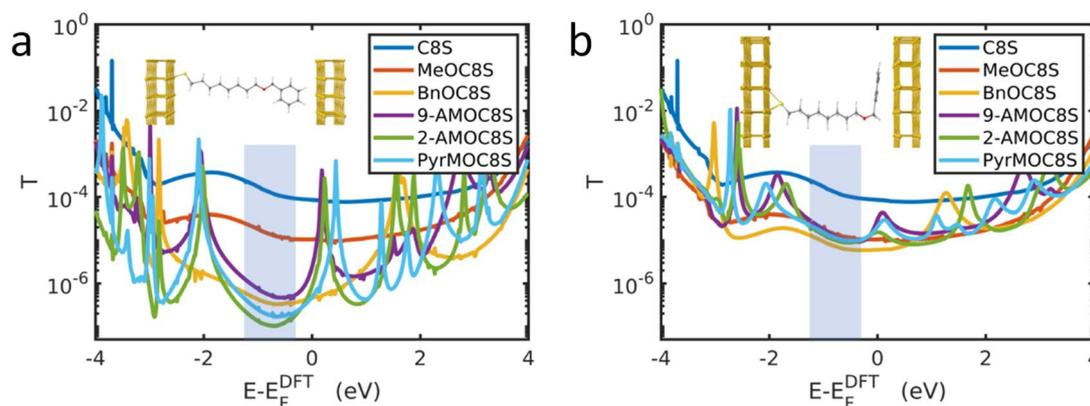 a
10^0
10^-2
10^-4
10^-6
T
C8S
MeOC8S
BnOC8S
9-AMOC8S
2-AMOC8S
PyrMOC8S
-4 -2 0 2 4
E-E_F^DFT (eV)
b
10^0
10^-2
10^-4
10^-6
T
C8S
MeOC8S
BnOC8S
9-AMOC8S
2-AMOC8S
PyrMOC8S
-4 -2 0 2 4
E-E_F^DFT (eV)